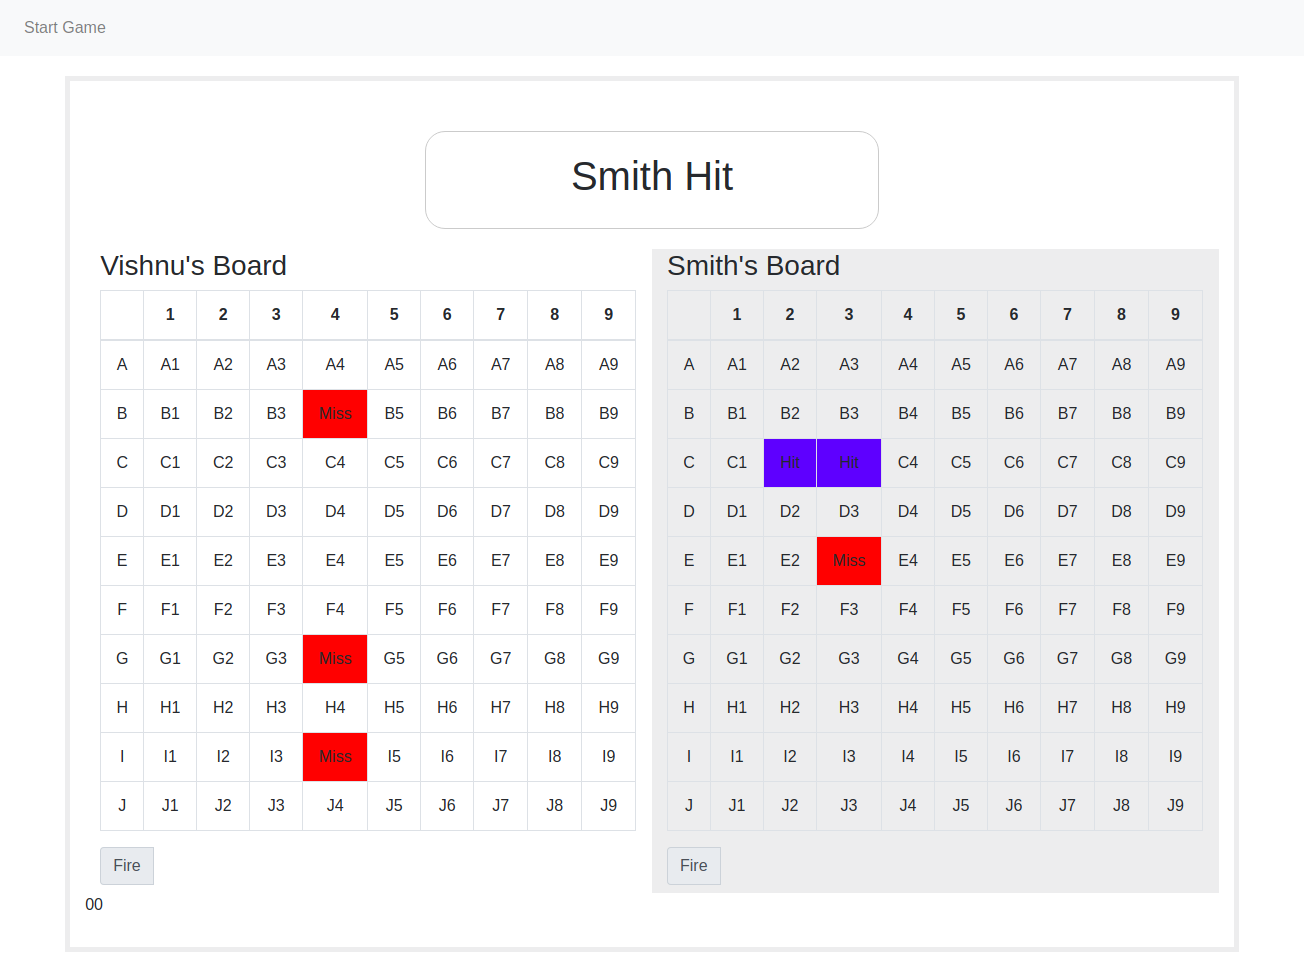 Start Game
Smith Hit
Vishnu's Board
1 2 3 4 5 6 7 8 9
A A1 A2 A3 A4 A5 A6 A7 A8 A9
B B1 B2 B3 Miss B5 B6 B7 B8 B9
C C1 C2 C3 C4 C5 C6 C7 C8 C9
D D1 D2 D3 D4 D5 D6 D7 D8 D9
E E1 E2 E3 E4 E5 E6 E7 E8 E9
F F1 F2 F3 F4 F5 F6 F7 F8 F9
G G1 G2 G3 Miss G5 G6 G7 G8 G9
H H1 H2 H3 H4 H5 H6 H7 H8 H9
I I1 I2 I3 Miss I5 I6 I7 I8 I9
J J1 J2 J3 J4 J5 J6 J7 J8 J9
Fire
Smith's Board
1 2 3 4 5 6 7 8 9
A A1 A2 A3 A4 A5 A6 A7 A8 A9
B B1 B2 B3 B4 B5 B6 B7 B8 B9
C C1 Hit Hit C4 C5 C6 C7 C8 C9
D D1 D2 D3 D4 D5 D6 D7 D8 D9
E E1 E2 Miss E4 E5 E6 E7 E8 E9
F F1 F2 F3 F4 F5 F6 F7 F8 F9
G G1 G2 G3 G4 G5 G6 G7 G8 G9
H H1 H2 H3 H4 H5 H6 H7 H8 H9
I I1 I2 I3 I4 I5 I6 I7 I8 I9
J J1 J2 J3 J4 J5 J6 J7 J8 J9
Fire
00